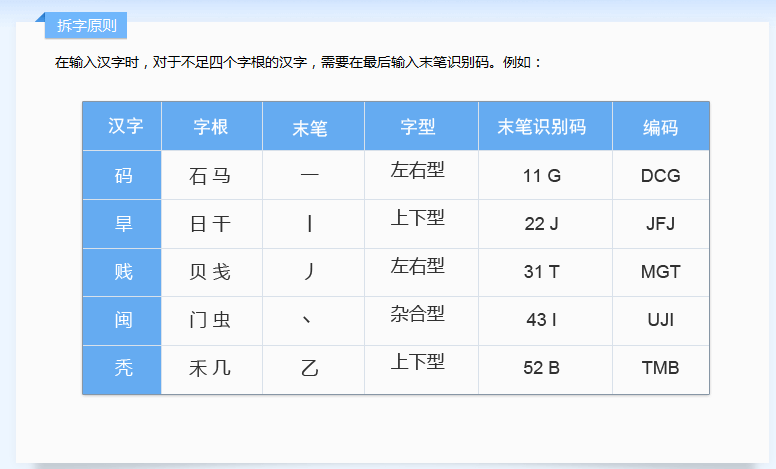 拆字原则
在输入汉字时，对于不足四个字根的汉字，需要在最后输入末笔识别码。例如：
汉字 字根 末笔 字型 末笔识别码 编码
码 石 马 一 左右型 11 G DCG
旱 日 干 丨 上下型 22 J JFJ
贱 贝 戋 丿 左右型 31 T MGT
闽 门 虫 丶 杂合型 43 I UJI
秃 禾 几 乙 上下型 52 B TMB